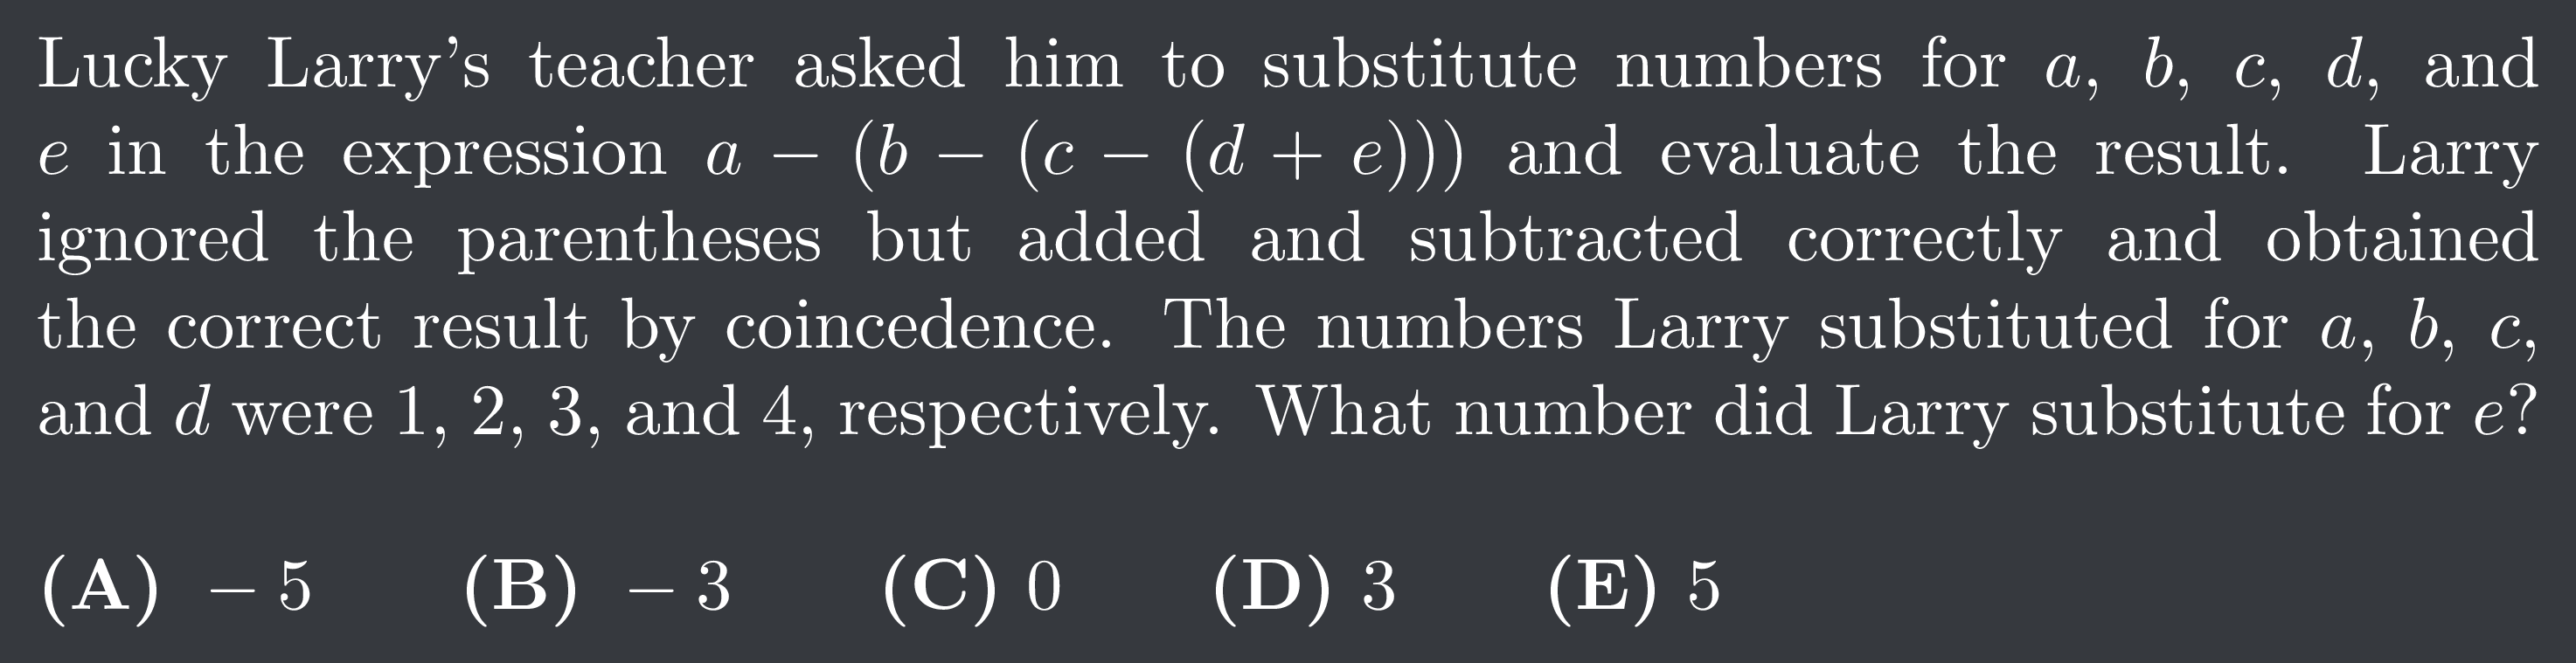 Lucky Larry's teacher asked him to substitute numbers for a, b, c, d, and
e in the expression a − (b − (c − (d + e))) and evaluate the result. Larry
ignored the parentheses but added and subtracted correctly and obtained
the correct result by coincedence. The numbers Larry substituted for a, b, c,
and d were 1, 2, 3, and 4, respectively. What number did Larry substitute for e?
(A) − 5 (B) − 3 (C) 0 (D) 3 (E) 5